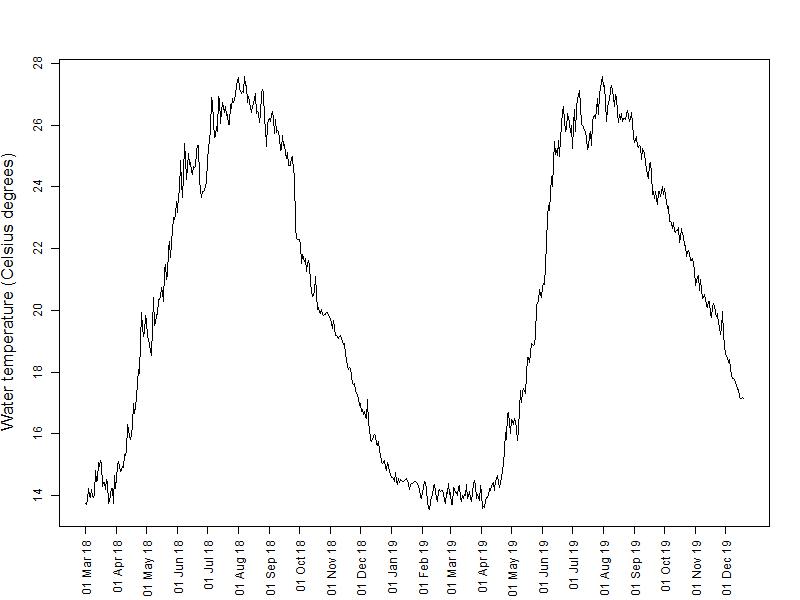 Water temperature (Celsius degrees)
28
26
24
22
20
18
16
14
01 Mar 18
01 Apr 18
01 May 18
01 Jun 18
01 Jul 18
01 Aug 18
01 Sep 18
01 Oct 18
01 Nov 18
01 Dec 18
01 Jan 19
01 Feb 19
01 Mar 19
01 Apr 19
01 May 19
01 Jun 19
01 Jul 19
01 Aug 19
01 Sep 19
01 Oct 19
01 Nov 19
01 Dec 19